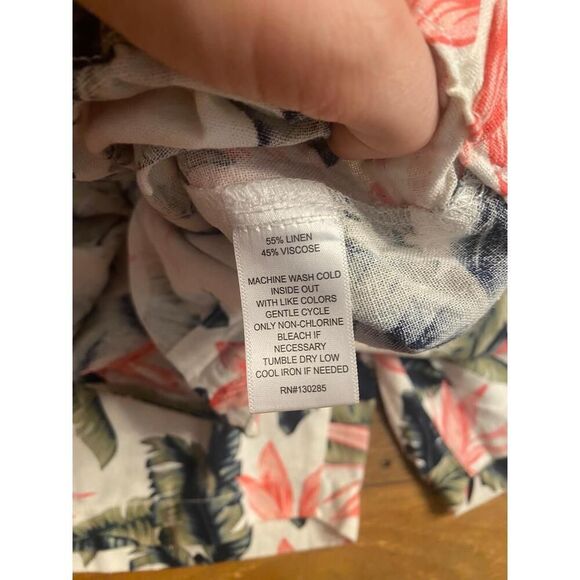 55% LINEN
45% VISCOSE
MACHINE WASH COLD
INSIDE OUT
WITH LIKE COLORS
GENTLE CYCLE
ONLY NON-CHLORINE
BLEACH IF
NECESSARY
TUMBLE DRY LOW
COOL IRON IF NEEDED
RN#130285